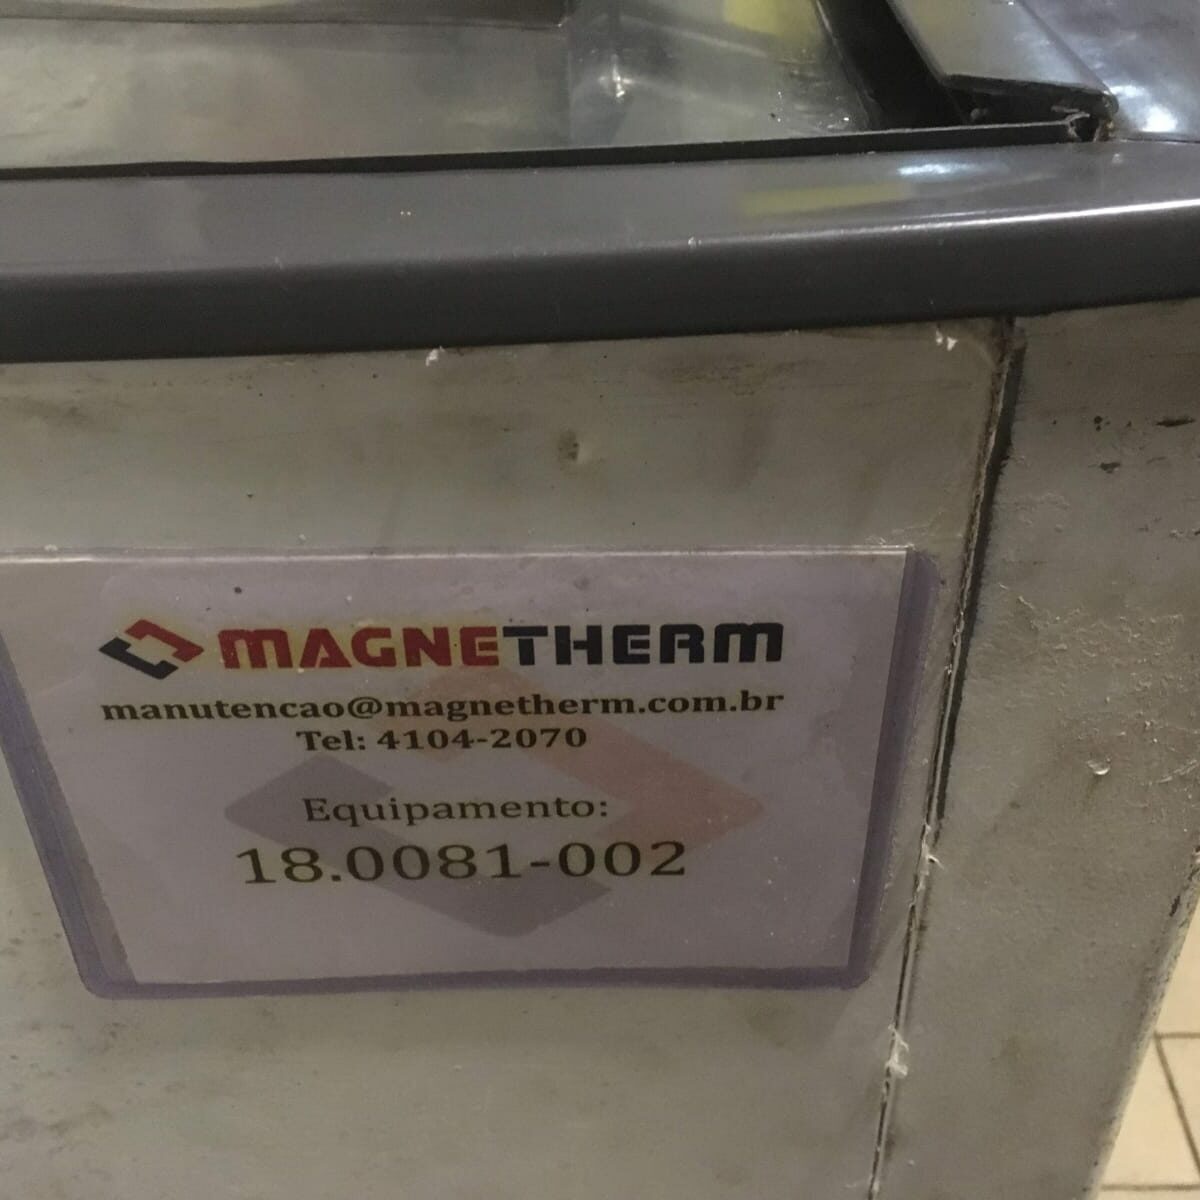 MAGNETHERM
manutencao@magnetherm.com.br
Tel: 4104-2070
Equipamento:
18.0081-002